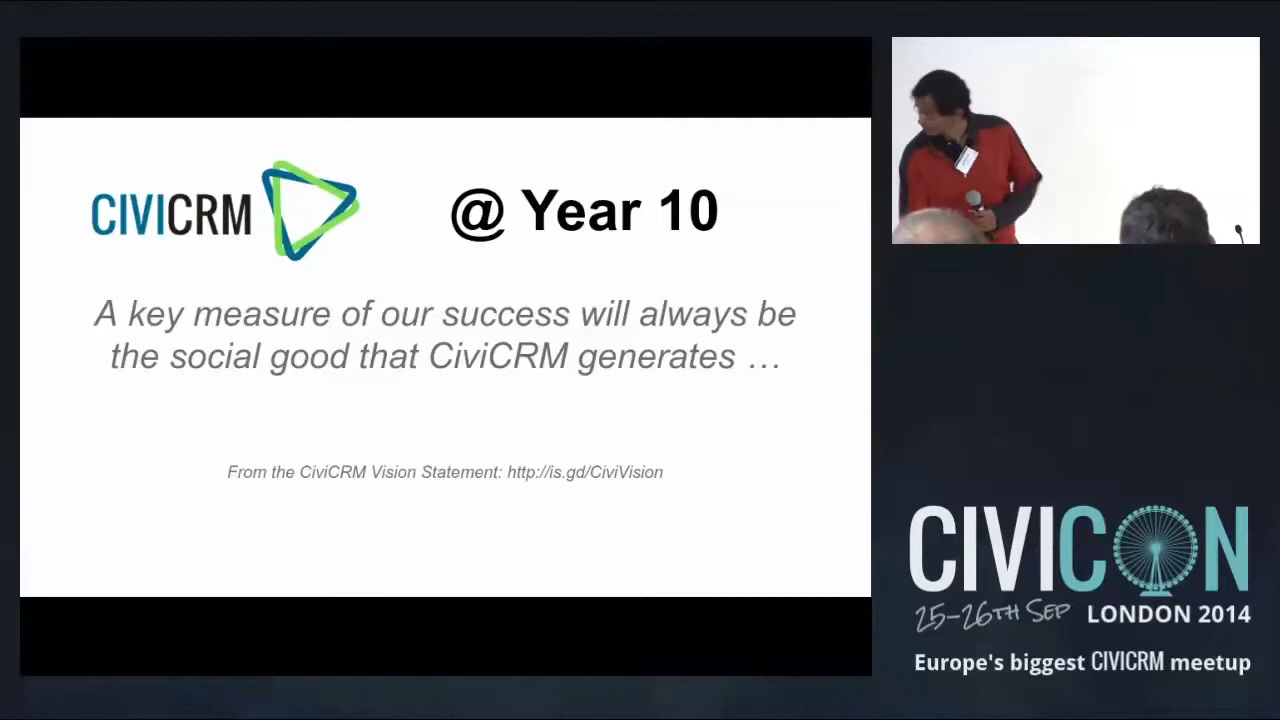 CIVICRM
@ Year 10
A key measure of our success will always be
the social good that CiviCRM generates …
From the CiviCRM Vision Statement: http://is.gd/CiviVision
CIVICON
25-26TH SEP LONDON 2014
Europe's biggest CIVICRM meetup